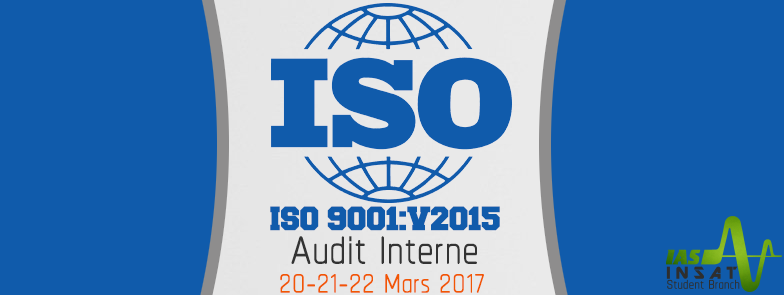 ISO
ISO 9001:V2015
Audit Interne
20-21-22 Mars 2017
IAS
INSAT
Student Branch